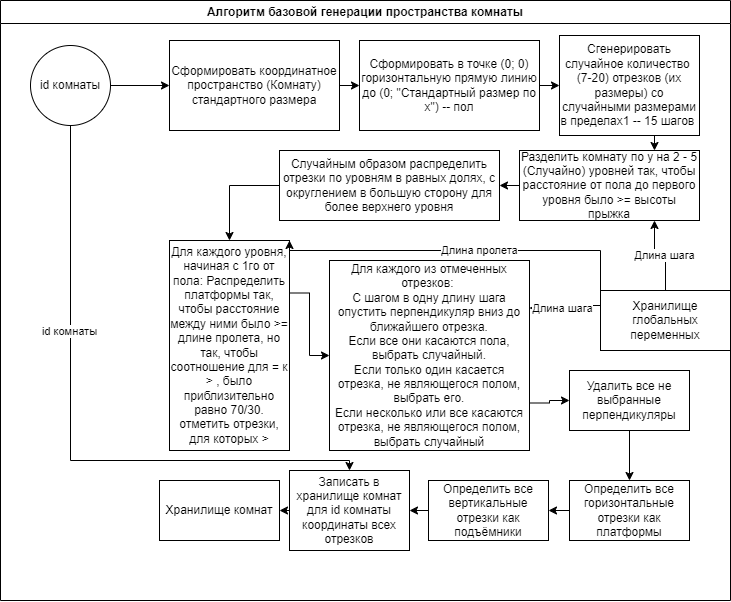 Алгоритм базовой генерации пространства комнаты
id комнаты
Сформировать координатное
пространство (Комнату)
стандартного размера
Сформировать в точке (0; 0)
горизонтальную прямую линию
до (0; "Стандартный размер по
x") -- пол
Сгенерировать
случайное количество
(7-20) отрезков (их
размеры) со
случайными размерами
в пределах1 -- 15 шагов
Случайным образом распределить
отрезки по уровням в равных долях, с
округлением в большую сторону для
более верхнего уровня
Разделить комнату по y на 2 - 5
(Случайно) уровней так, чтобы
расстояние от пола до первого
уровня было >= высоты
прыжка
Длина пролета
Длина шага
Для каждого уровня,
начиная с 1го от
пола: Распределить
платформы так,
чтобы расстояние
между ними было >=
длине пролета, но
так, чтобы
соотношение для = к
> , было
приблизительно
равно 70/30.
отметить отрезки,
для которых >
Для каждого из отмеченных
отрезков:
С шагом в одну длину шага
опустить перпендикуляр вниз до
ближайшего отрезка.
Если все они касаются пола,
выбрать случайный.
Если только один касается
отрезка, не являющегося полом,
выбрать его.
Если несколько или все касаются
отрезка, не являющегося полом,
выбрать случайный
Длина шага
Хранилище
глобальных
переменных
id комнаты
Удалить все не
выбранные
перпендикуляры
Хранилище комнат
Записать в
хранилище комнат
для id комнаты
координаты всех
отрезков
Определить все
вертикальные
отрезки как
подъёмники
Определить все
горизонтальные
отрезки как
платформы